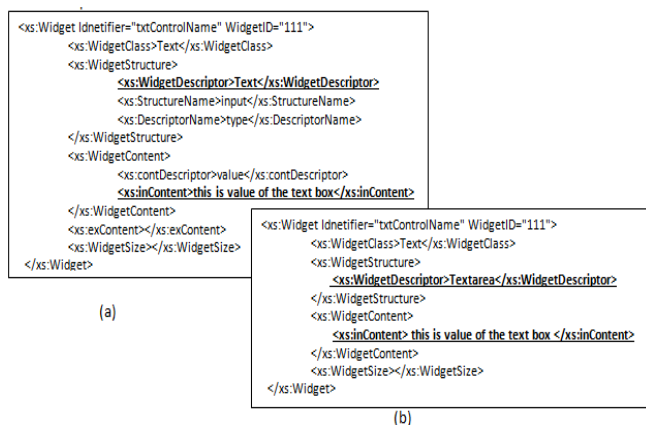 <xs:Widget Idnetifier="txtControlName" WidgetID="111">
<xs:WidgetClass>Text</xs:WidgetClass>
<xs:WidgetStructure>
<xs:WidgetDescriptor>Text</xs:WidgetDescriptor>
<xs:StructureName>input</xs:StructureName>
<xs:DescriptorName>type</xs:DescriptorName>
</xs:WidgetStructure>
<xs:WidgetContent>
<xs:contDescriptor>value</xs:contDescriptor>
<xs:inContent>this is value of the text box</xs:inContent>
</xs:WidgetContent>
<xs:exContent></xs:exContent>
<xs:WidgetSize></xs:WidgetSize>
</xs:Widget>
(a)
<xs:Widget Idnetifier="txtControlName" WidgetID="111">
<xs:WidgetClass>Text</xs:WidgetClass>
<xs:WidgetStructure>
<xs:WidgetDescriptor>Textarea</xs:WidgetDescriptor>
</xs:WidgetStructure>
<xs:WidgetContent>
<xs:inContent> this is value of the text box </xs:inContent>
</xs:WidgetContent>
<xs:WidgetSize></xs:WidgetSize>
</xs:Widget>
(b)